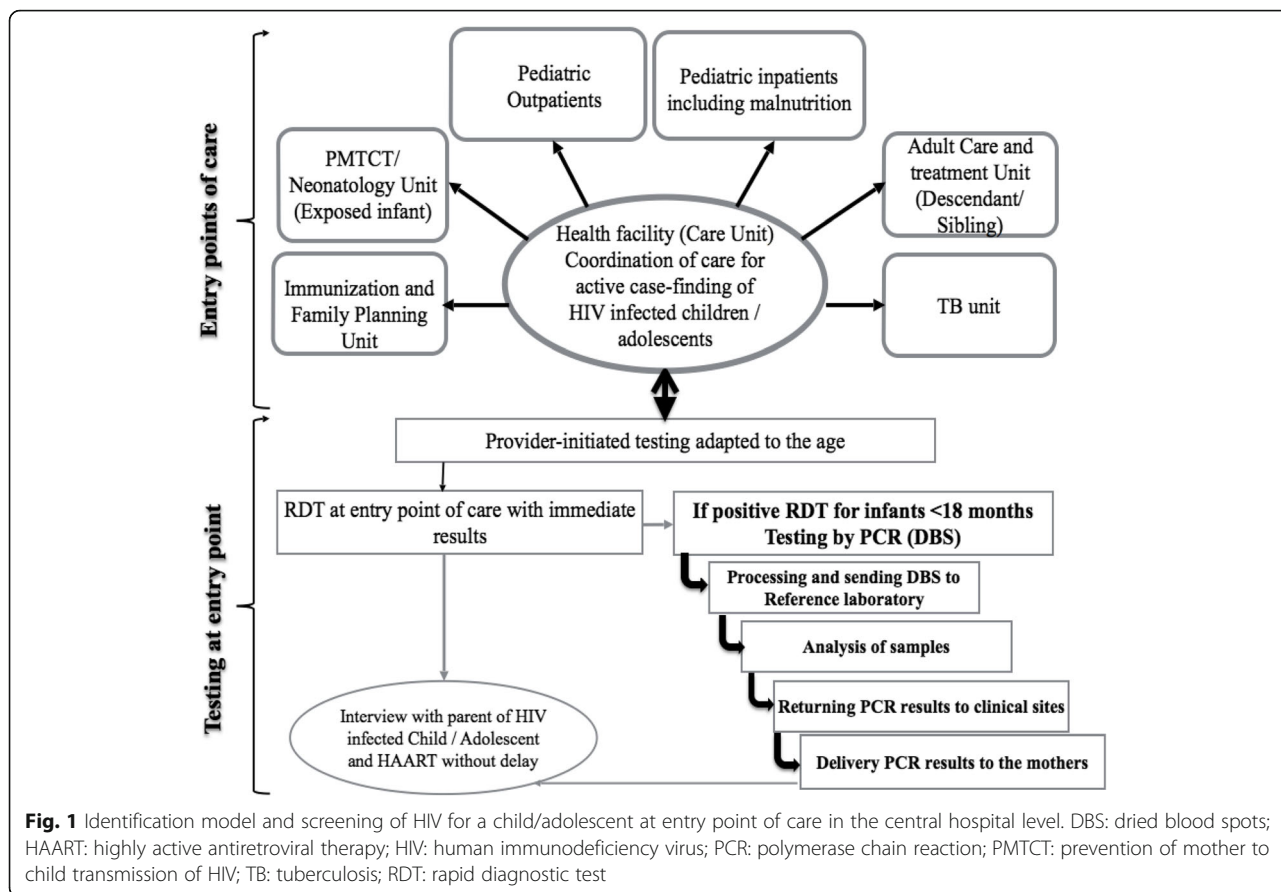 Entry points of care
Pediatric
Outpatients
Pediatric inpatients
including malnutrition
PMTCT/
Neonatology Unit
(Exposed infant)
Adult Care and
treatment Unit
(Descendant/
Sibling)
Health facility (Care Unit)
Coordination of care for
active case-finding of
HIV infected children /
adolescents
Immunization and
Family Planning
Unit
TB unit
Testing at entry point
Provider-initiated testing adapted to the age
RDT at entry point of care with immediate
results
If positive RDT for infants <18 months
Testing by PCR (DBS)
Processing and sending DBS to
Reference laboratory
Analysis of samples
Returning PCR results to clinical sites
Delivery PCR results to the mothers
Interview with parent of HIV
infected Child / Adolescent
and HAART without delay
Fig. 1 Identification model and screening of HIV for a child/adolescent at entry point of care in the central hospital level. DBS: dried blood spots;
HAART: highly active antiretroviral therapy; HIV: human immunodeficiency virus; PCR: polymerase chain reaction; PMTCT: prevention of mother to
child transmission of HIV; TB: tuberculosis; RDT: rapid diagnostic test